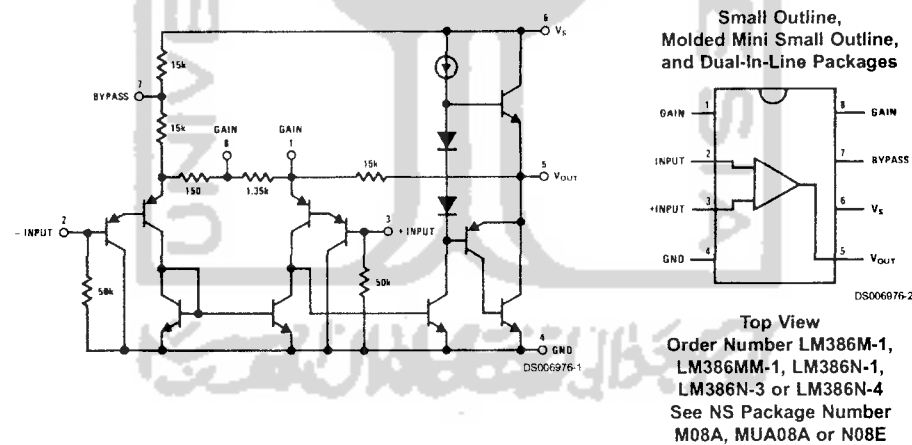 6
Vs
15k
7
BYPASS
15k
GAIN
8
GAIN
1
150
1.35k
15k
5
VOUT
2
- INPUT
3
+ INPUT
50k
50k
4
GND
DS006976-1
Small Outline,
Molded Mini Small Outline,
and Dual-In-Line Packages
GAIN 1
8 GAIN
INPUT 2
7 BYPASS
+INPUT 3
6 Vs
GND 4
5 VOUT
DS006976-2
Top View
Order Number LM386M-1,
LM386MM-1, LM386N-1,
LM386N-3 or LM386N-4
See NS Package Number
M08A, MUA08A or N08E